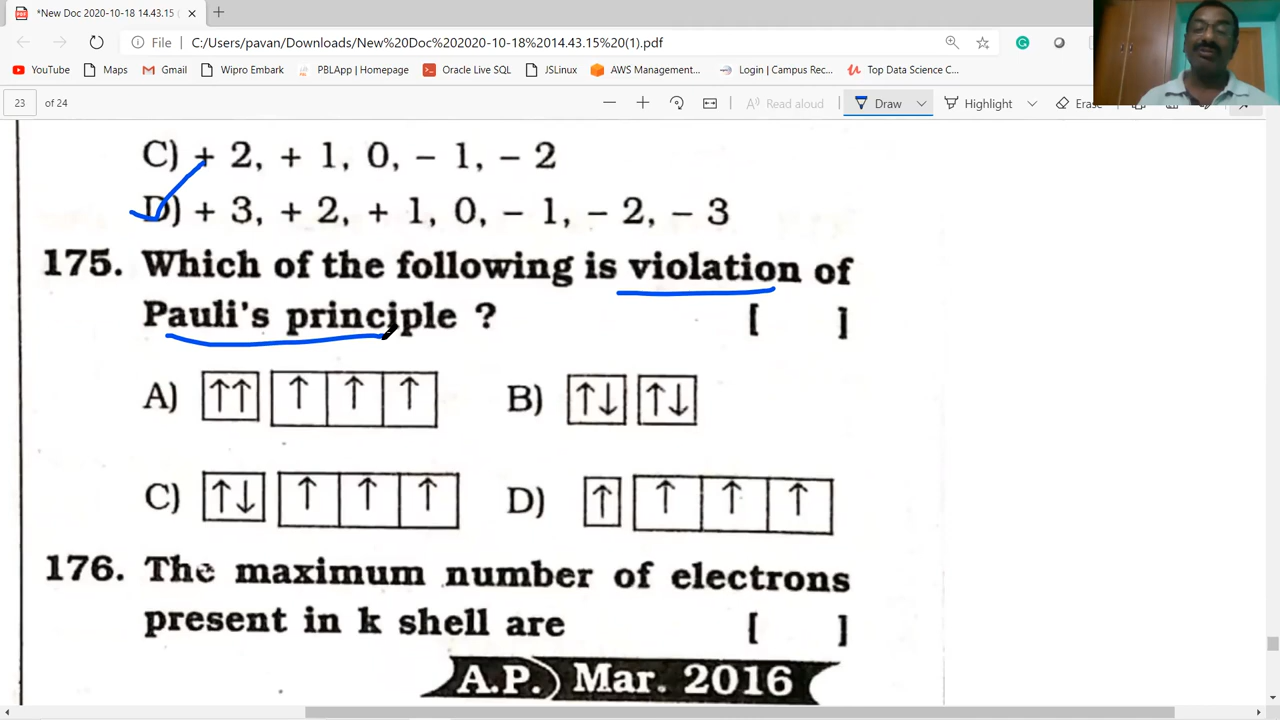 *New Doc 2020-10-18 14.43.15 (
File C:/Users/pavan/Downloads/New%20Doc%202020-10-18%2014.43.15%20(1).pdf
YouTube Maps Gmail Wipro Embark PBLApp | Homepage Oracle Live SQL JSLinux AWS Management... Login | Campus Rec... Top Data Science C...
23 of 24 Read aloud Draw Highlight Erase
C) + 2, + 1, 0, − 1, − 2
D) + 3, + 2, + 1, 0, − 1, − 2, − 3
175. Which of the following is violation of
Pauli's principle ? [ ]
A) ↑↑ ↑ ↑ ↑ B) ↑↓ ↑↓
C) ↑↓ ↑ ↑ ↑ D) ↑ ↑ ↑ ↑
176. The maximum number of electrons
present in k shell are [ ]
A.P. Mar. 2016